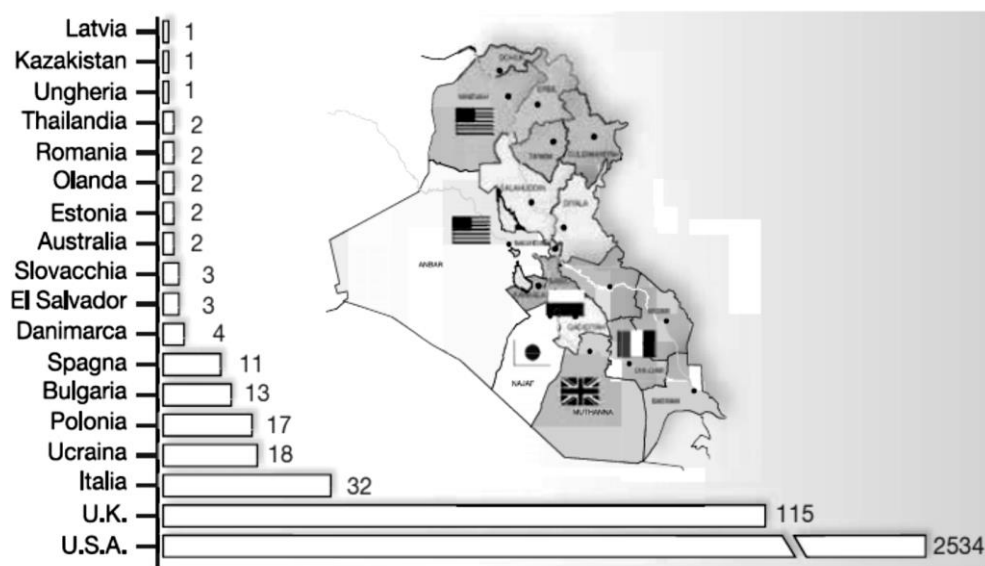 Latvia 1
Kazakistan 1
Ungheria 1
Thailandia 2
Romania 2
Olanda 2
Estonia 2
Australia 2
Slovacchia 3
El Salvador 3
Danimarca 4
Spagna 11
Bulgaria 13
Polonia 17
Ucraina 18
Italia 32
U.K. 115
U.S.A. 2534
DIYALA
ANBAR
NAJAF
MUTHANNA